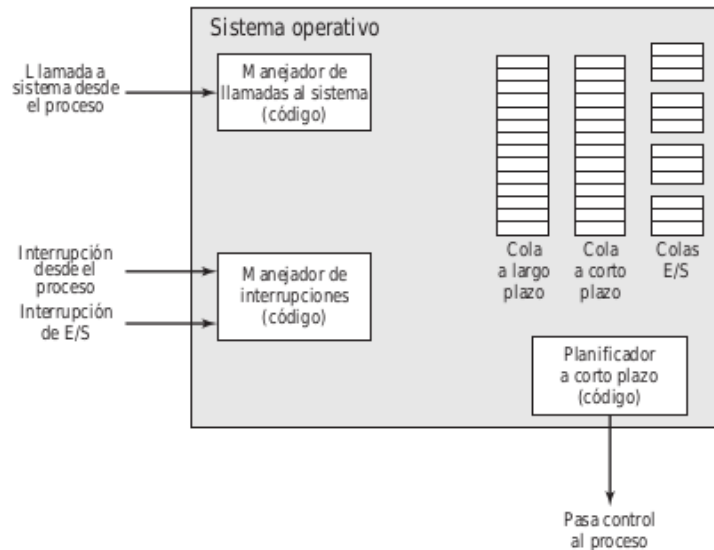 Sistema operativo
Llamada a
sistema desde
el proceso
Manejador de
llamadas al sistema
(código)
Interrupción
desde el
proceso
Interrupción
de E/S
Manejador de
interrupciones
(código)
Cola
a largo
plazo
Cola
a corto
plazo
Colas
E/S
Planificador
a corto plazo
(código)
Pasa control
al proceso